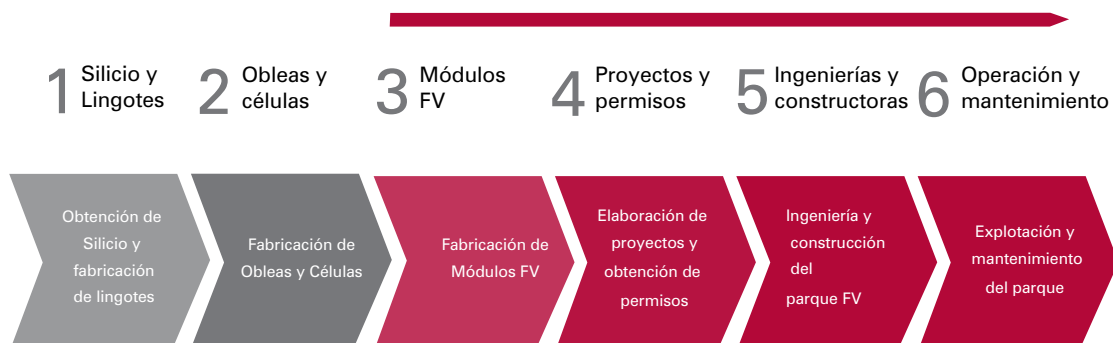 1 Silicio y
Lingotes
2 Obleas y
células
3 Módulos
FV
4 Proyectos y
permisos
5 Ingenierías y
constructoras
6 Operación y
mantenimiento
Obtención de
Silicio y
fabricación
de lingotes
Fabricación de
Obleas y Células
Fabricación de
Módulos FV
Elaboración de
proyectos y
obtención de
permisos
Ingeniería y
construcción
del
parque FV
Explotación y
mantenimiento
del parque